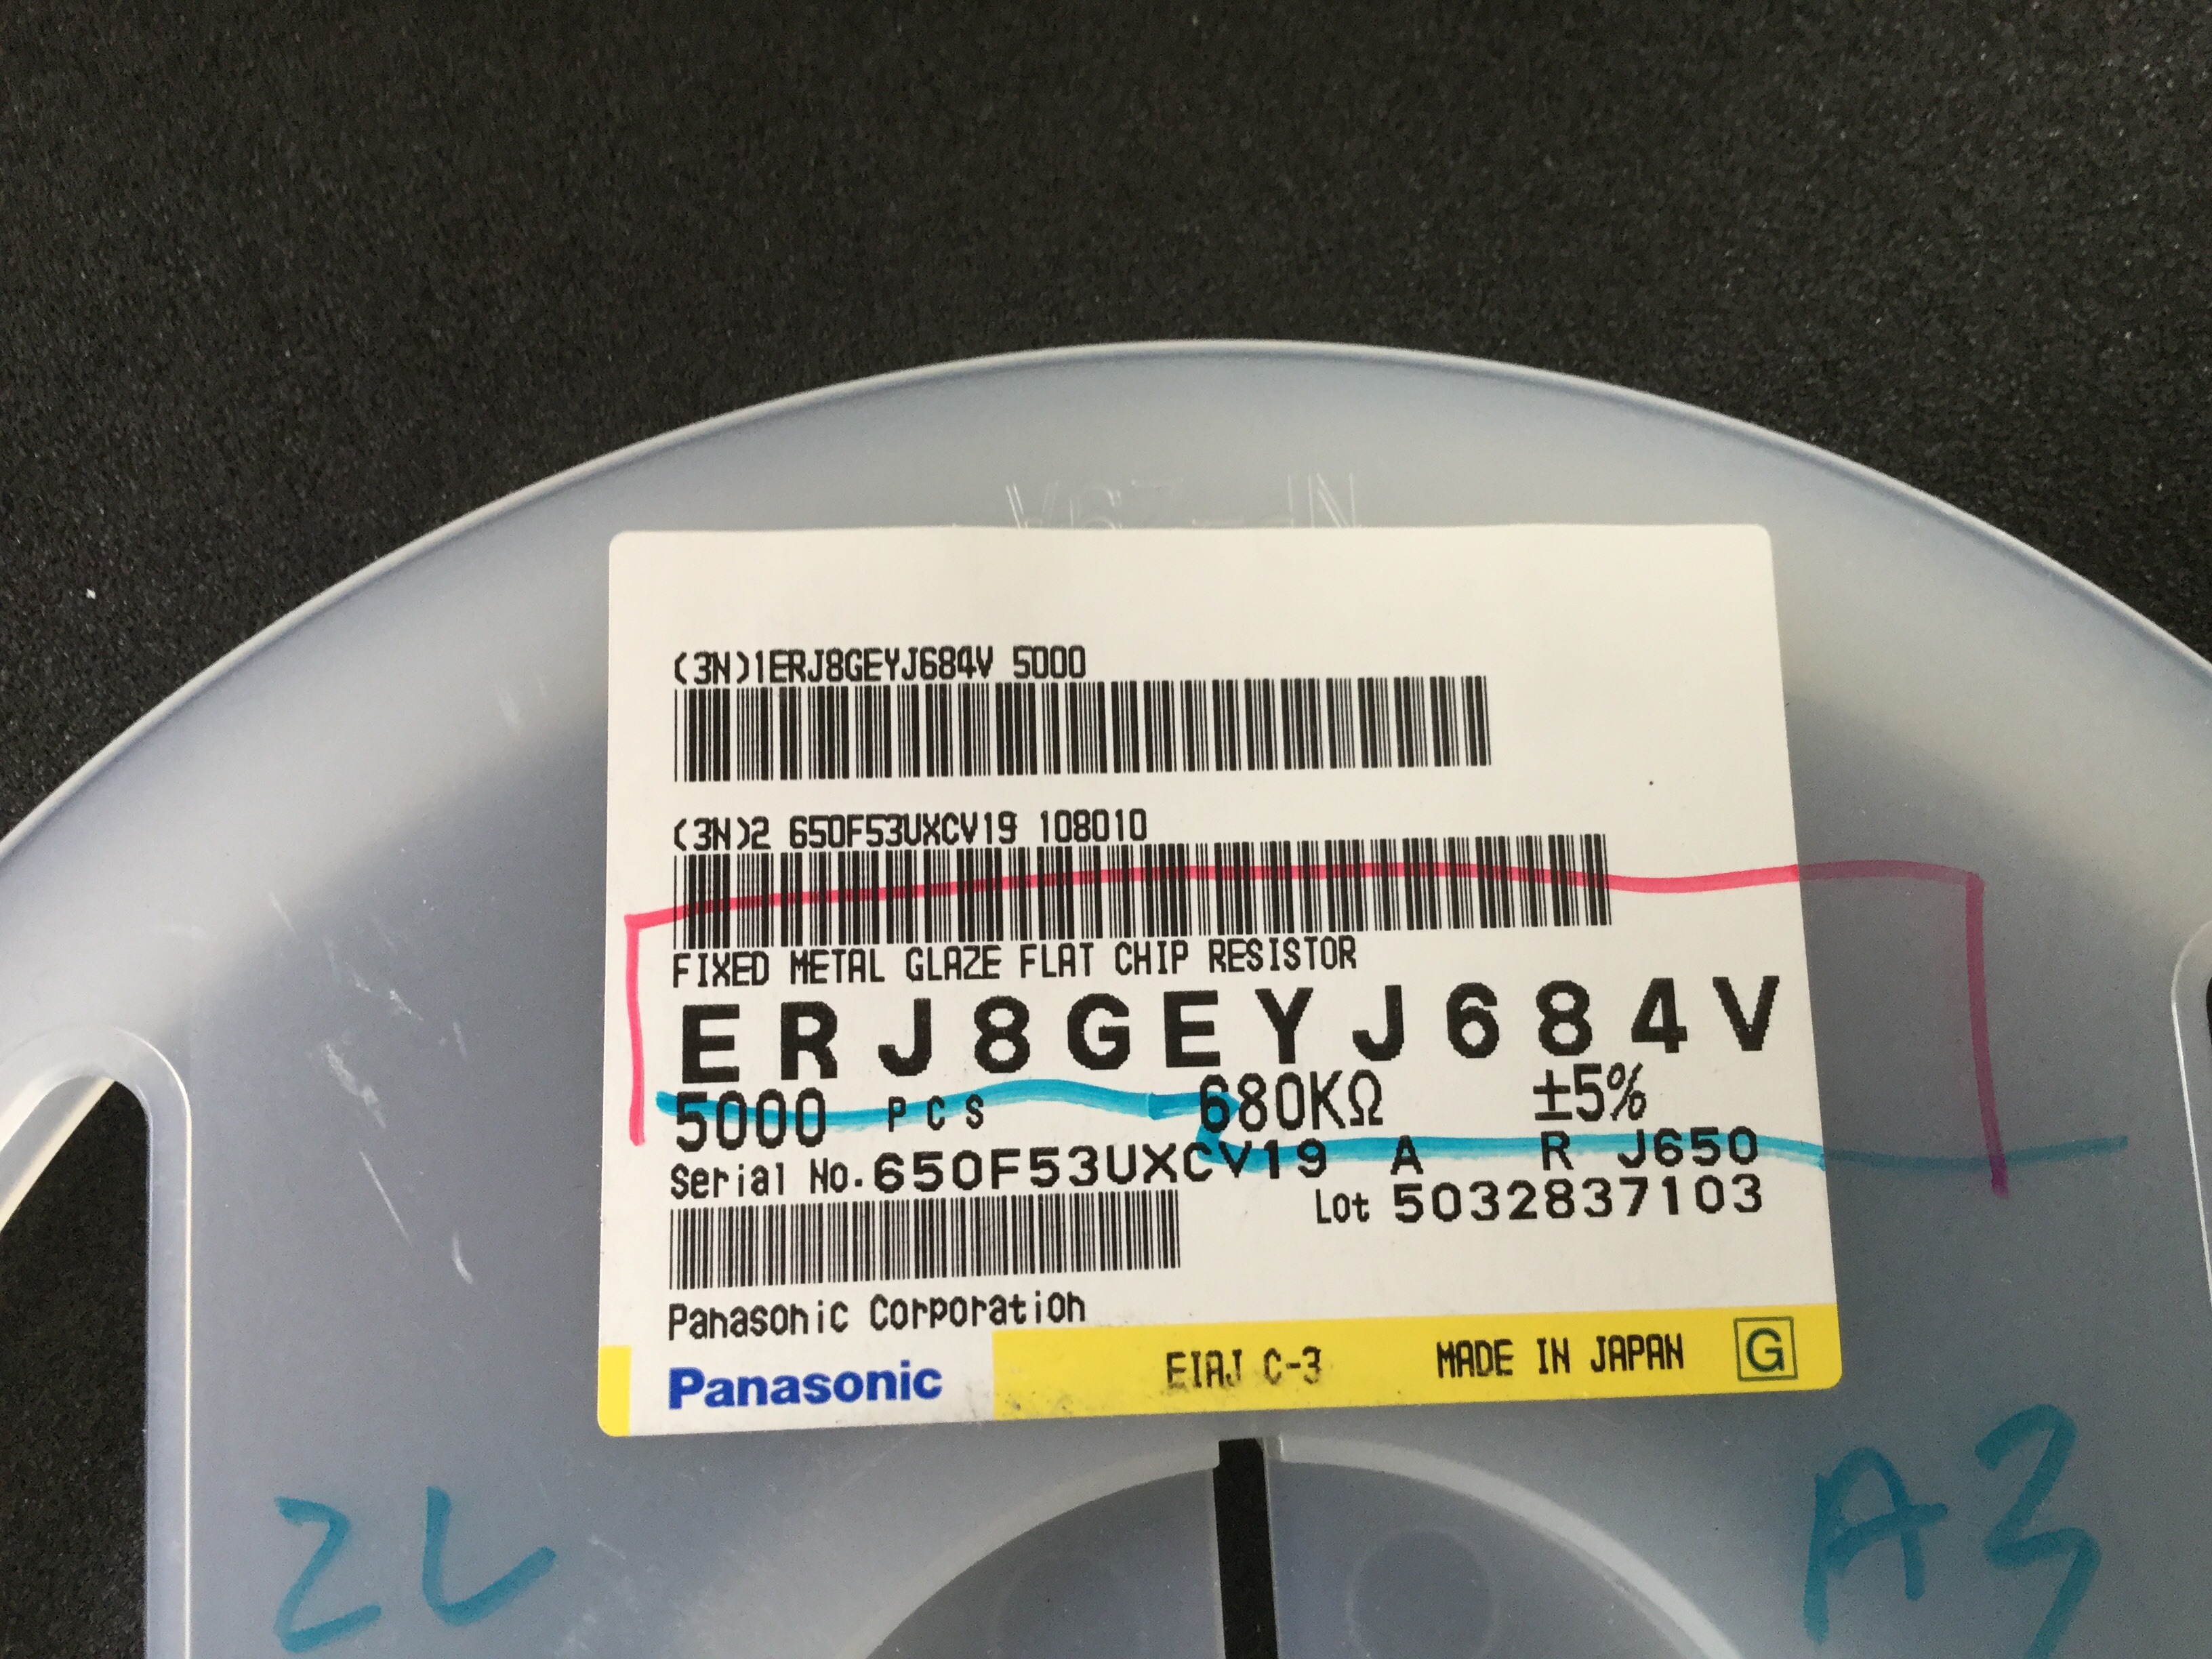 (3N)1ERJ8GEYJ684V 5000
(3N)2 650F53UXCV19 108010
FIXED METAL GLAZE FLAT CHIP RESISTOR
ERJ8GEYJ684V
5000 PCS 680KΩ ±5%
Serial No.650F53UXCV19 A R J650
Lot 5032837103
Panasonic Corporation
Panasonic EIAJ C-3 MADE IN JAPAN G
2L A3